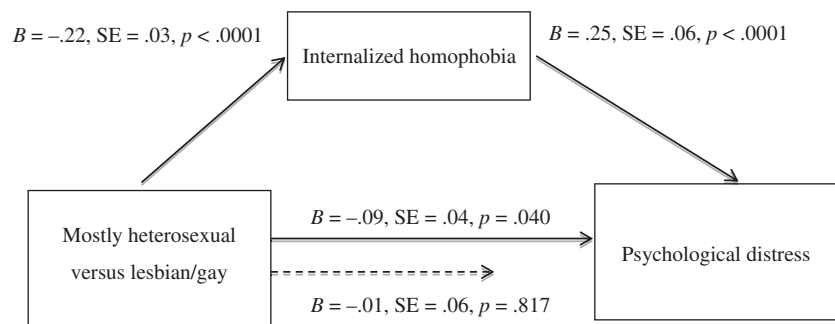 B = –.22, SE = .03, p < .0001
B = .25, SE = .06, p < .0001
Internalized homophobia
Mostly heterosexual
versus lesbian/gay
B = –.09, SE = .04, p = .040
Psychological distress
B = –.01, SE = .06, p = .817